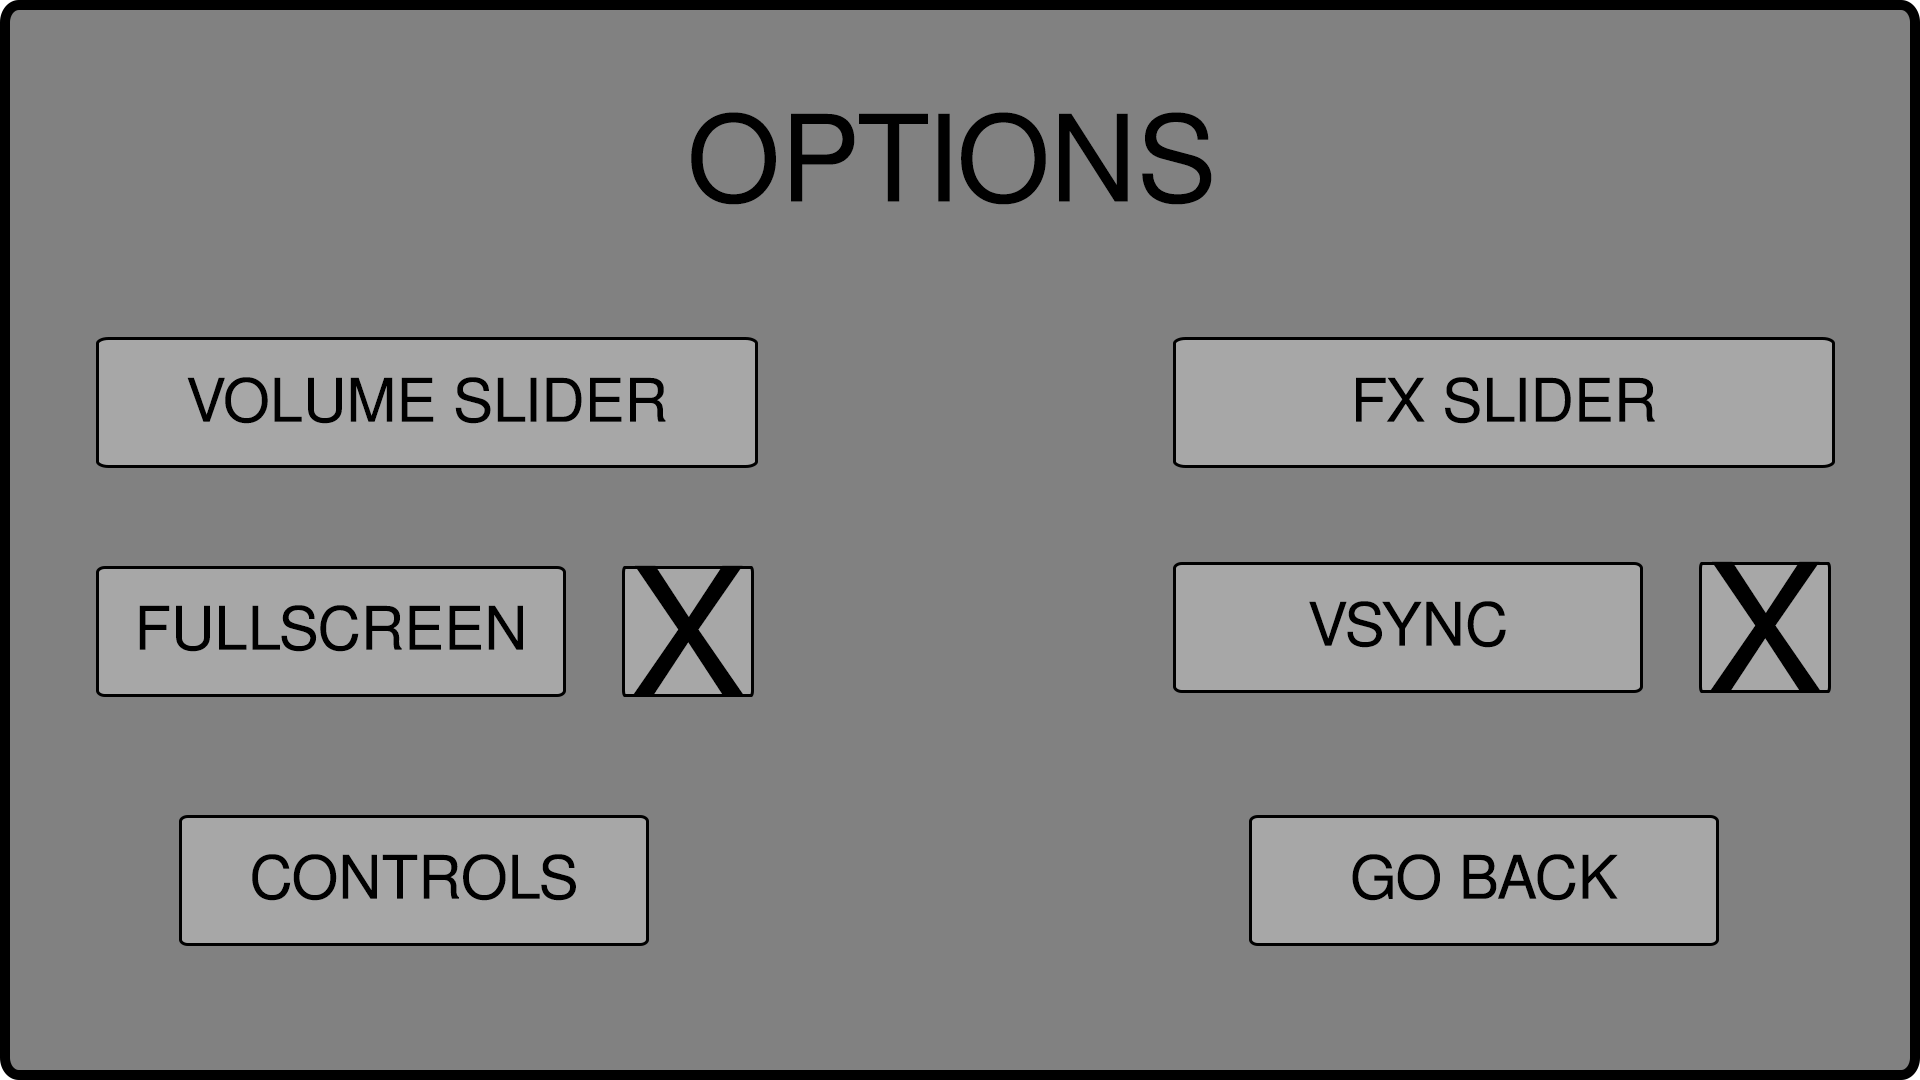 OPTIONS
VOLUME SLIDER
FX SLIDER
FULLSCREEN X
VSYNC X
CONTROLS
GO BACK